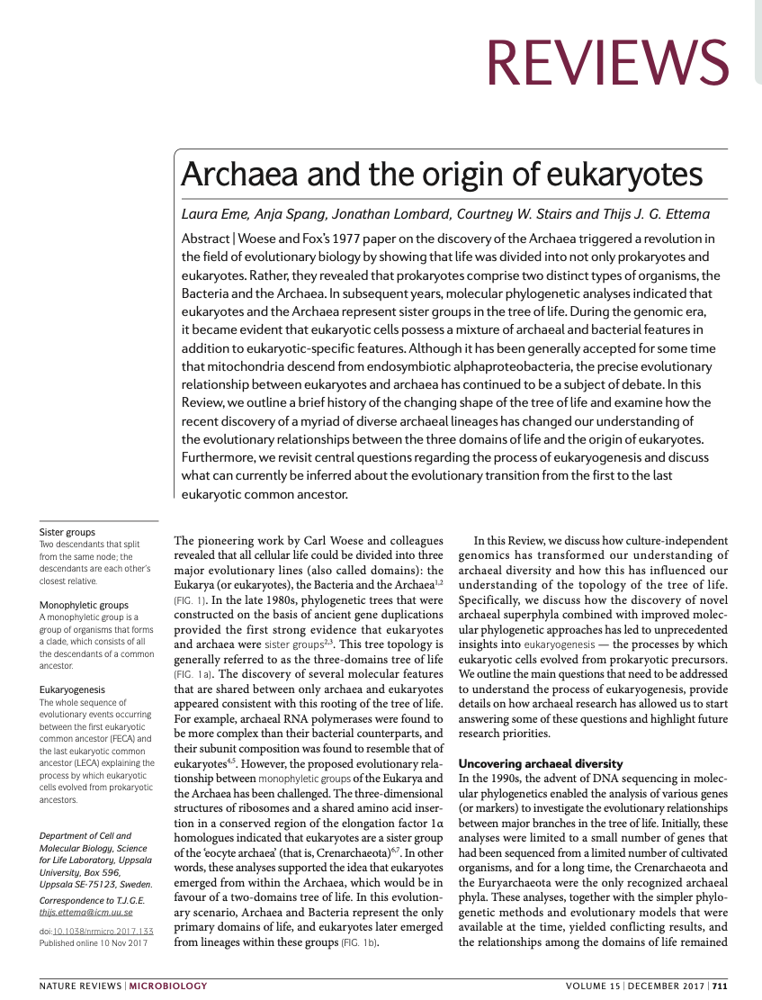 REVIEWS
Archaea and the origin of eukaryotes
Laura Eme, Anja Spang, Jonathan Lombard, Courtney W. Stairs and Thijs J. G. Ettema
Abstract | Woese and Fox's 1977 paper on the discovery of the Archaea triggered a revolution in
the field of evolutionary biology by showing that life was divided into not only prokaryotes and
eukaryotes. Rather, they revealed that prokaryotes comprise two distinct types of organisms, the
Bacteria and the Archaea. In subsequent years, molecular phylogenetic analyses indicated that
eukaryotes and the Archaea represent sister groups in the tree of life. During the genomic era,
it became evident that eukaryotic cells possess a mixture of archaeal and bacterial features in
addition to eukaryotic-specific features. Although it has been generally accepted for some time
that mitochondria descend from endosymbiotic alphaproteobacteria, the precise evolutionary
relationship between eukaryotes and archaea has continued to be a subject of debate. In this
Review, we outline a brief history of the changing shape of the tree of life and examine how the
recent discovery of a myriad of diverse archaeal lineages has changed our understanding of
the evolutionary relationships between the three domains of life and the origin of eukaryotes.
Furthermore, we revisit central questions regarding the process of eukaryogenesis and discuss
what can currently be inferred about the evolutionary transition from the first to the last
eukaryotic common ancestor.
Sister groups
Two descendants that split
from the same node; the
descendants are each other's
closest relative.
Monophyletic groups
A monophyletic group is a
group of organisms that forms
a clade, which consists of all
the descendants of a common
ancestor.
Eukaryogenesis
The whole sequence of
evolutionary events occurring
between the first eukaryotic
common ancestor (FECA) and
the last eukaryotic common
ancestor (LECA) explaining the
process by which eukaryotic
cells evolved from prokaryotic
ancestors.
Department of Cell and
Molecular Biology, Science
for Life Laboratory, Uppsala
University, Box 596,
Uppsala SE-75123, Sweden.
Correspondence to T.J.G.E.
thijs.ettema@icm.uu.se
doi:10.1038/nrmicro.2017.133
Published online 10 Nov 2017
The pioneering work by Carl Woese and colleagues
revealed that all cellular life could be divided into three
major evolutionary lines (also called domains): the
Eukarya (or eukaryotes), the Bacteria and the Archaea1,2
(FIG. 1). In the late 1980s, phylogenetic trees that were
constructed on the basis of ancient gene duplications
provided the first strong evidence that eukaryotes
and archaea were sister groups2,3. This tree topology is
generally referred to as the three-domains tree of life
(FIG. 1a). The discovery of several molecular features
that are shared between only archaea and eukaryotes
appeared consistent with this rooting of the tree of life.
For example, archaeal RNA polymerases were found to
be more complex than their bacterial counterparts, and
their subunit composition was found to resemble that of
eukaryotes4,5. However, the proposed evolutionary rela-
tionship between monophyletic groups of the Eukarya and
the Archaea has been challenged. The three-dimensional
structures of ribosomes and a shared amino acid inser-
tion in a conserved region of the elongation factor 1α
homologues indicated that eukaryotes are a sister group
of the 'eocyte archaea' (that is, Crenarchaeota)6,7. In other
words, these analyses supported the idea that eukaryotes
emerged from within the Archaea, which would be in
favour of a two-domains tree of life. In this evolution-
ary scenario, Archaea and Bacteria represent the only
primary domains of life, and eukaryotes later emerged
from lineages within these groups (FIG. 1b).
In this Review, we discuss how culture-independent
genomics has transformed our understanding of
archaeal diversity and how this has influenced our
understanding of the topology of the tree of life.
Specifically, we discuss how the discovery of novel
archaeal superphyla combined with improved molec-
ular phylogenetic approaches has led to unprecedented
insights into eukaryogenesis — the processes by which
eukaryotic cells evolved from prokaryotic precursors.
We outline the main questions that need to be addressed
to understand the process of eukaryogenesis, provide
details on how archaeal research has allowed us to start
answering some of these questions and highlight future
research priorities.
Uncovering archaeal diversity
In the 1990s, the advent of DNA sequencing in molec-
ular phylogenetics enabled the analysis of various genes
(or markers) to investigate the evolutionary relationships
between major branches in the tree of life. Initially, these
analyses were limited to a small number of genes that
had been sequenced from a limited number of cultivated
organisms, and for a long time, the Crenarchaeota and
the Euryarchaeota were the only recognized archaeal
phyla. These analyses, together with the simpler phylo-
genetic methods and evolutionary models that were
available at the time, yielded conflicting results, and
the relationships among the domains of life remained
NATURE REVIEWS | MICROBIOLOGY
VOLUME 15 | DECEMBER 2017 | 711